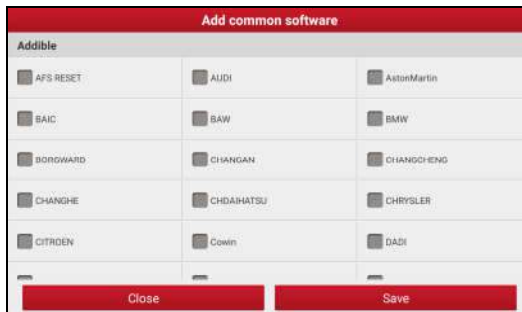 Add common software
Addible
AFS RESET AUDI AstonMartin
BAIC BAW BMW
BORGWARD CHANGAN CHANGCHENG
CHANGHE CHDAIHATSU CHRYSLER
CITROEN Cowin DADI
Close Save